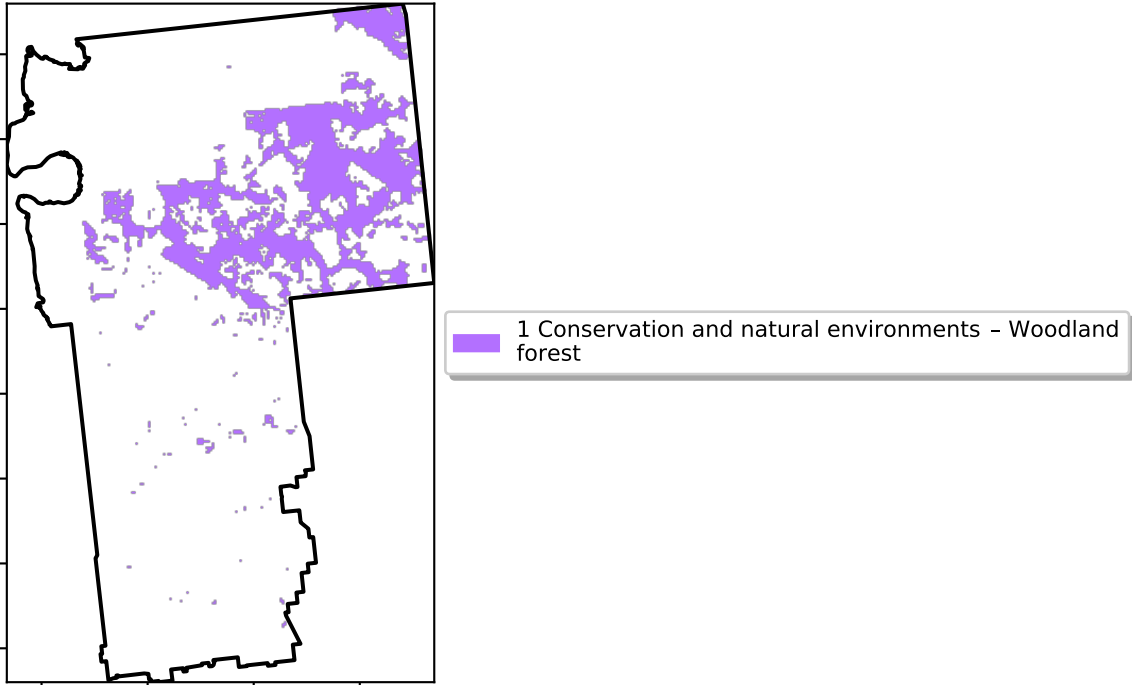 1 Conservation and natural environments – Woodland
forest